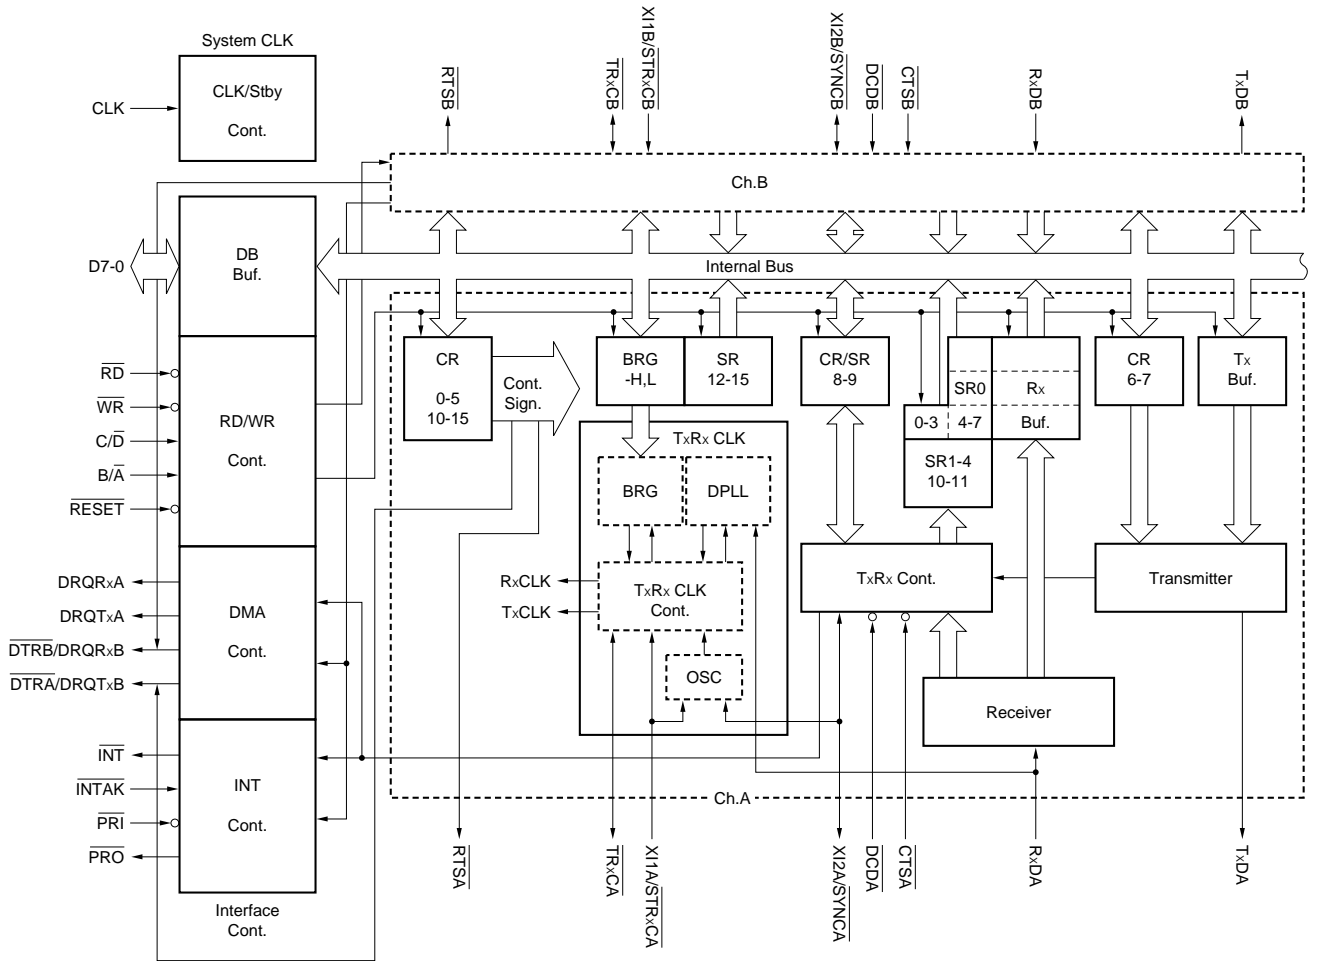 System CLK
CLK/Stby
Cont.
CLK
RTSB
TRxCB
XI1B/STRxCB
XI2B/SYNCB
DCDB
CTSB
RxDB
TxDB
Ch.B
D7-0
DB
Buf.
Internal Bus
RD
WR
C/D
B/A
RESET
RD/WR
Cont.
CR
0-5
10-15
Cont.
Sign.
BRG
-H,L
SR
12-15
CR/SR
8-9
SR0
Rx
0-3
4-7
Buf.
SR1-4
10-11
CR
6-7
Tx
Buf.
TxRx CLK
BRG
DPLL
RxCLK
TxCLK
TxRx CLK
Cont.
OSC
TxRx Cont.
Transmitter
Receiver
DRQRxA
DRQTxA
DTRB/DRQRxB
DTRA/DRQTxB
DMA
Cont.
INT
INTAK
PRI
PRO
INT
Cont.
Interface
Cont.
Ch.A
RTSA
TRxCA
XI1A/STRxCA
XI2A/SYNCA
DCDA
CTSA
RxDA
TxDA